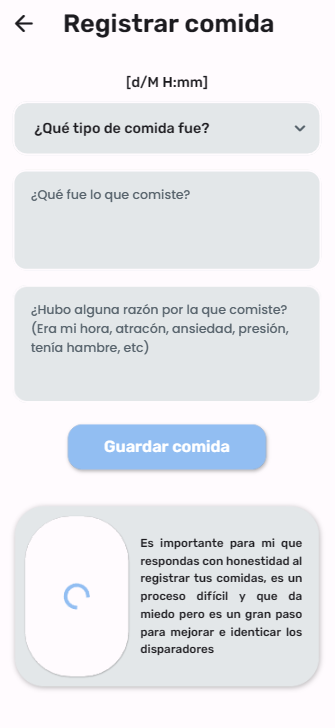 Registrar comida
[d/M H:mm]
¿Qué tipo de comida fue?
¿Qué fue lo que comiste?
¿Hubo alguna razón por la que comiste?
(Era mi hora, atracón, ansiedad, presión,
tenía hambre, etc)
Guardar comida
Es importante para mi que
respondas con honestidad al
registrar tus comidas, es un
proceso difícil y que da
miedo pero es un gran paso
para mejorar e identicar los
disparadores